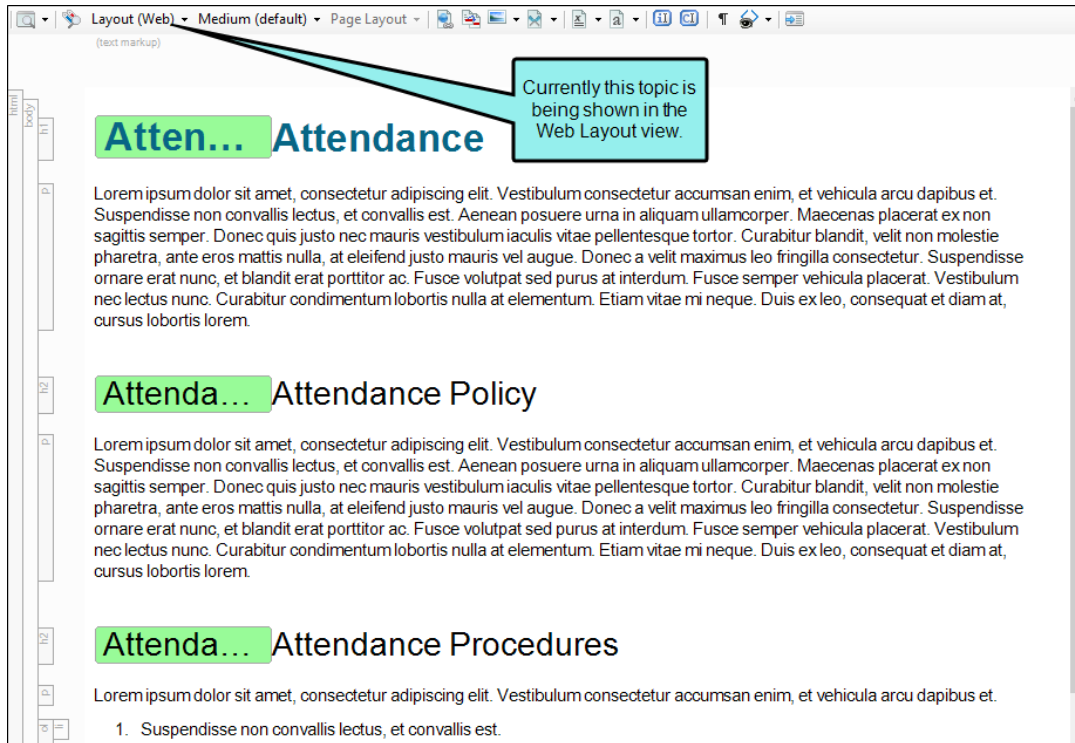 Layout (Web) Medium (default) Page Layout
(text markup)
Currently this topic is
being shown in the
Web Layout view.
html
body
h1
Atten... Attendance
p
Lorem ipsum dolor sit amet, consectetur adipiscing elit. Vestibulum consectetur accumsan enim, et vehicula arcu dapibus et.
Suspendisse non convallis lectus, et convallis est. Aenean posuere urna in aliquam ullamcorper. Maecenas placerat ex non
sagittis semper. Donec quis justo nec mauris vestibulum iaculis vitae pellentesque tortor. Curabitur blandit, velit non molestie
pharetra, ante eros mattis nulla, at eleifend justo mauris vel augue. Donec a velit maximus leo fringilla consectetur. Suspendisse
ornare erat nunc, et blandit erat porttitor ac. Fusce volutpat sed purus at interdum. Fusce semper vehicula placerat. Vestibulum
nec lectus nunc. Curabitur condimentum lobortis nulla at elementum. Etiam vitae mi neque. Duis ex leo, consequat et diam at,
cursus lobortis lorem.
h2
Attenda... Attendance Policy
p
Lorem ipsum dolor sit amet, consectetur adipiscing elit. Vestibulum consectetur accumsan enim, et vehicula arcu dapibus et.
Suspendisse non convallis lectus, et convallis est. Aenean posuere urna in aliquam ullamcorper. Maecenas placerat ex non
sagittis semper. Donec quis justo nec mauris vestibulum iaculis vitae pellentesque tortor. Curabitur blandit, velit non molestie
pharetra, ante eros mattis nulla, at eleifend justo mauris vel augue. Donec a velit maximus leo fringilla consectetur. Suspendisse
ornare erat nunc, et blandit erat porttitor ac. Fusce volutpat sed purus at interdum. Fusce semper vehicula placerat. Vestibulum
nec lectus nunc. Curabitur condimentum lobortis nulla at elementum. Etiam vitae mi neque. Duis ex leo, consequat et diam at,
cursus lobortis lorem.
h2
Attenda... Attendance Procedures
p
Lorem ipsum dolor sit amet, consectetur adipiscing elit. Vestibulum consectetur accumsan enim, et vehicula arcu dapibus et.
ol
li
1. Suspendisse non convallis lectus, et convallis est.